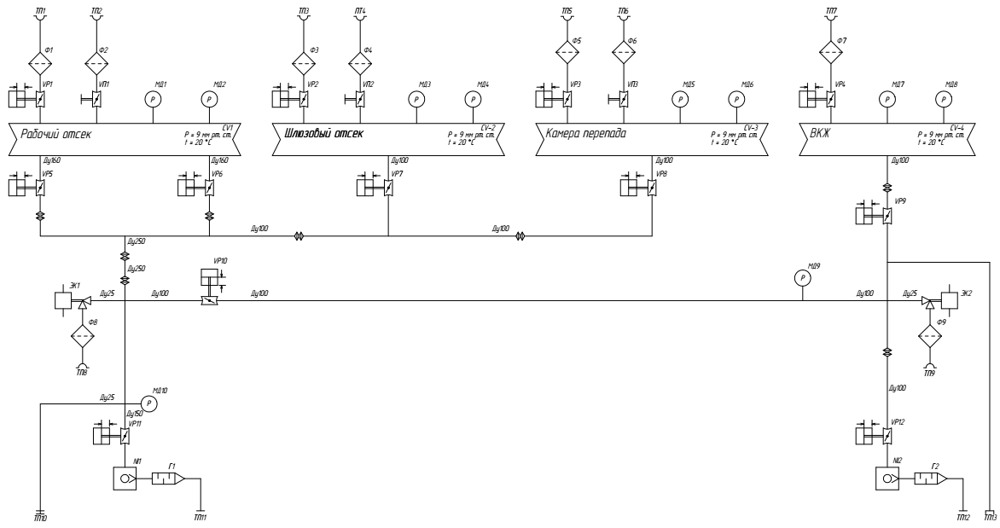 ТП1
ТП2
ТП3
ПТ4
ТП5
ТП6
ТП7
Ф1
Ф2
Ф3
Ф4
Ф5
Ф6
Ф7
VP1
VП1
МД1
МД2
VP2
VП2
МД3
МД4
VP3
VП3
МД5
МД6
VP4
МД7
МД8
Рабочий отсек
CV1
P = 9 мм рт. ст.
t = 20 °C
Шлюзовый отсек
CV-2
P = 9 мм рт. ст.
t = 20 °C
Камера перепада
CV-3
P = 9 мм рт. ст.
t = 20 °C
ВКЖ
CV-4
P = 9 мм рт. ст.
t = 20 °C
Ду160
Ду160
Ду100
Ду100
Ду100
VP5
VP6
VP7
VP8
VP9
Ду100
Ду100
Ду250
Ду250
VP10
МД9
ЭК1
Ду25
Ду100
Ду100
Ду100
Ду25
ЭК2
Ф8
Ф9
ТП8
ТП9
МД10
Ду25
Ду100
Ду150
VP11
VP12
NI1
Г1
NI2
Г2
ТП10
ТП11
ТП12
ТП13
P
P
P
P
P
P
P
P
P
P